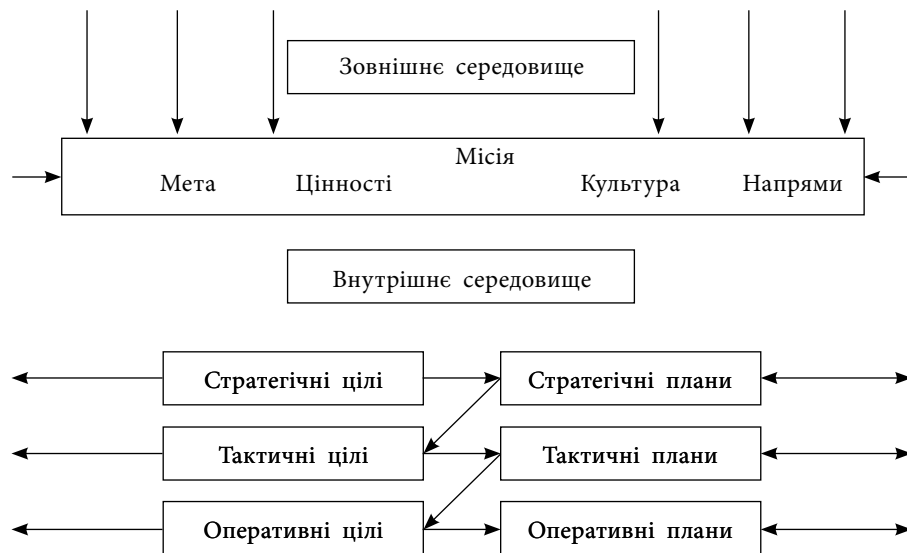 Зовнішнє середовище
Місія
Мета Цінності Культура Напрями
Внутрішнє середовище
Стратегічні цілі Стратегічні плани
Тактичні цілі Тактичні плани
Оперативні цілі Оперативні плани